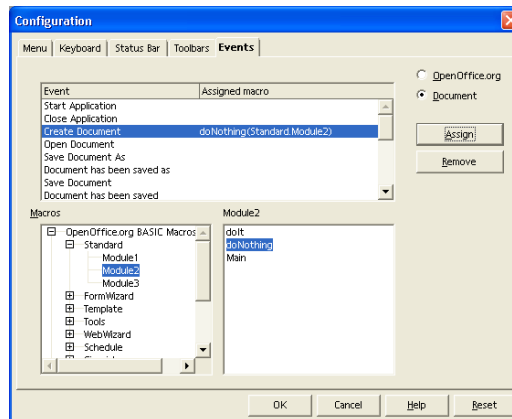 Configuration
Menu Keyboard Status Bar Toolbars Events
OpenOffice.org
Document
Event Assigned macro
Start Application
Close Application
Create Document doNothing(Standard.Module2)
Open Document
Save Document As
Document has been saved as
Save Document
Document has been saved
Assign
Remove
Macros
OpenOffice.org BASIC Macros
Standard
Module1
Module2
Module3
FormWizard
Template
Tools
WebWizard
Schedule
Module2
doIt
doNothing
Main
OK Cancel Help Reset